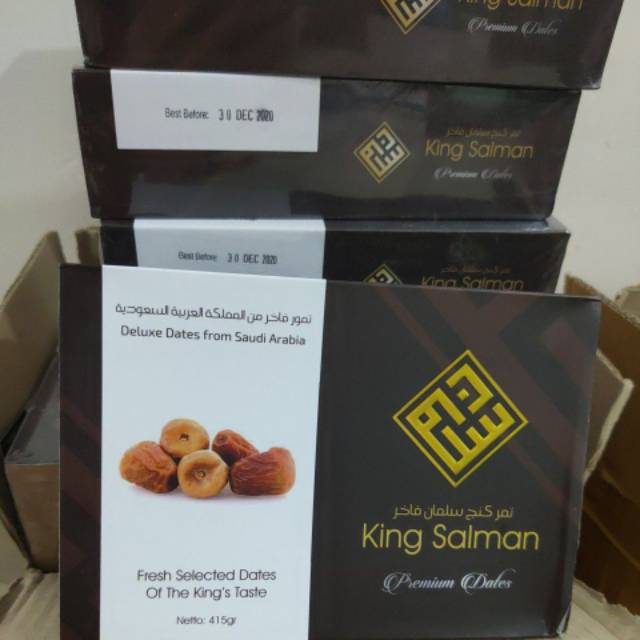 King Salman
Premium Dates
Best Before: 30 DEC 2020
تمر كنج سلمان فاخر
King Salman
Premium Dates
Best Before: 30 DEC 2020
King Salman
تمور فاخر من المملكة العربية السعودية
Deluxe Dates from Saudi Arabia
تمر كنج سلمان فاخر
King Salman
Premium Dates
Fresh Selected Dates
Of The King's Taste
Netto: 415gr